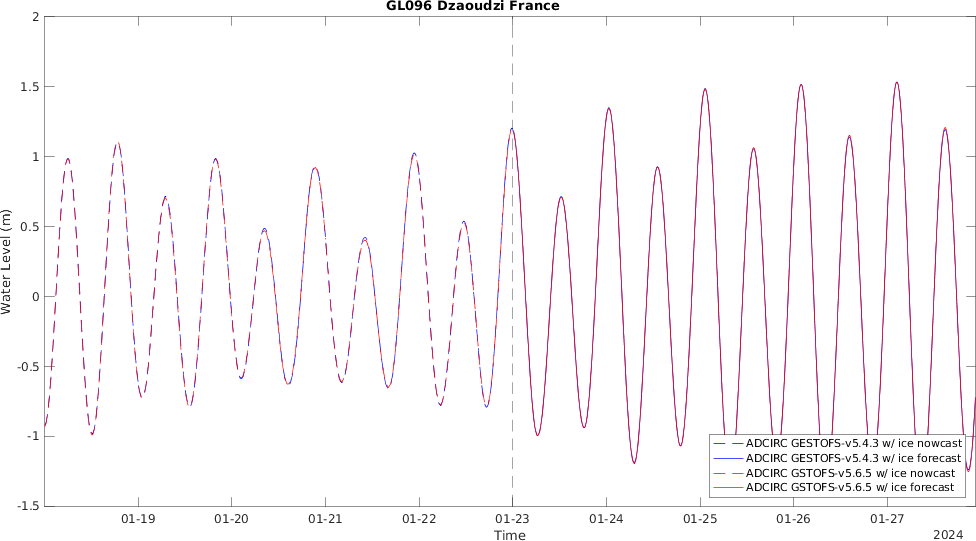 GL096 Dzaoudzi France
2
1.5
1
0.5
0
-0.5
-1
-1.5
Water Level (m)
ADCIRC GESTOFS-v5.4.3 w/ ice nowcast
ADCIRC GESTOFS-v5.4.3 w/ ice forecast
ADCIRC GSTOFS-v5.6.5 w/ ice nowcast
ADCIRC GSTOFS-v5.6.5 w/ ice forecast
01-19 01-20 01-21 01-22 01-23 01-24 01-25 01-26 01-27
Time
2024